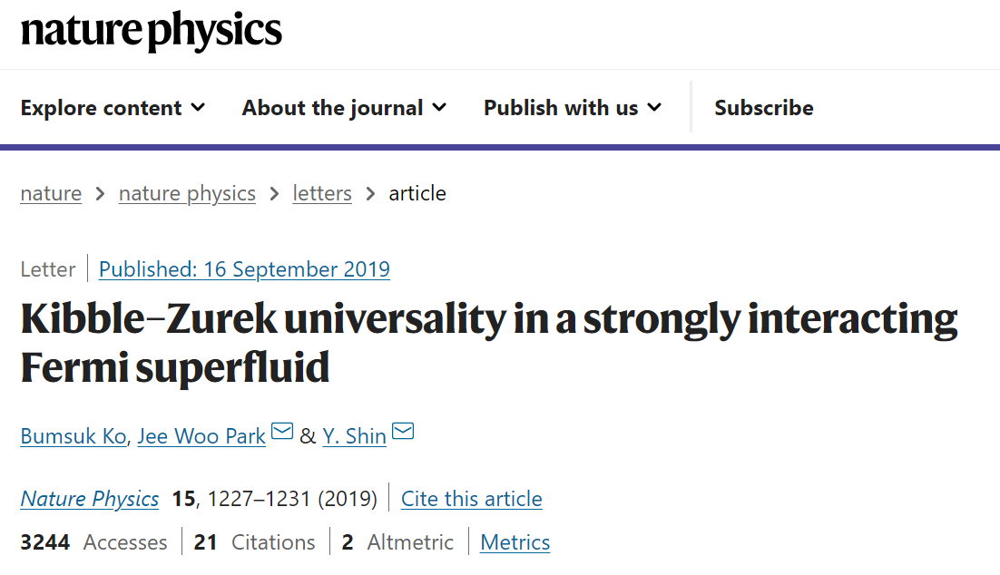 nature physics
Explore content About the journal Publish with us Subscribe
nature > nature physics > letters > article
Letter | Published: 16 September 2019
Kibble–Zurek universality in a strongly interacting
Fermi superfluid
Bumsuk Ko, Jee Woo Park & Y. Shin
Nature Physics 15, 1227–1231 (2019) | Cite this article
3244 Accesses | 21 Citations | 2 Altmetric | Metrics